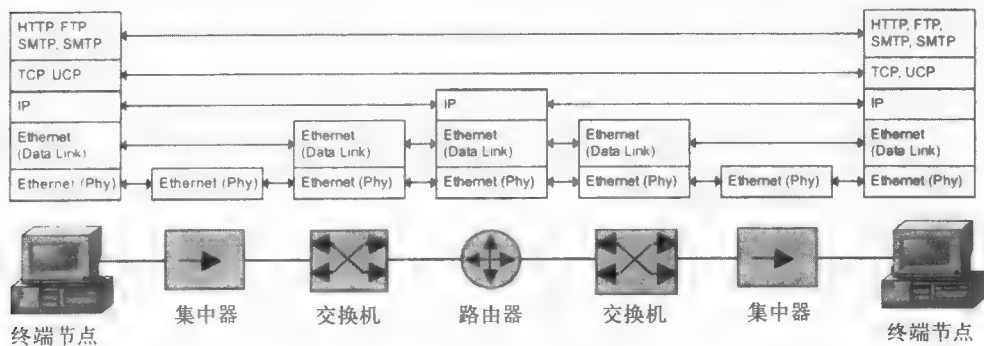 HTTP, FTP
SMTP, SMTP
HTTP, FTP,
SMTP, SMTP
TCP, UCP
TCP, UCP
IP
IP
IP
Ethernet
(Data Link)
Ethernet
(Data Link)
Ethernet
(Data Link)
Ethernet
(Data Link)
Ethernet
(Data Link)
Ethernet (Phy)
Ethernet (Phy)
Ethernet (Phy)
Ethernet (Phy)
Ethernet (Phy)
Ethernet (Phy)
Ethernet (Phy)
终端节点
集中器
交换机
路由器
交换机
集中器
终端节点